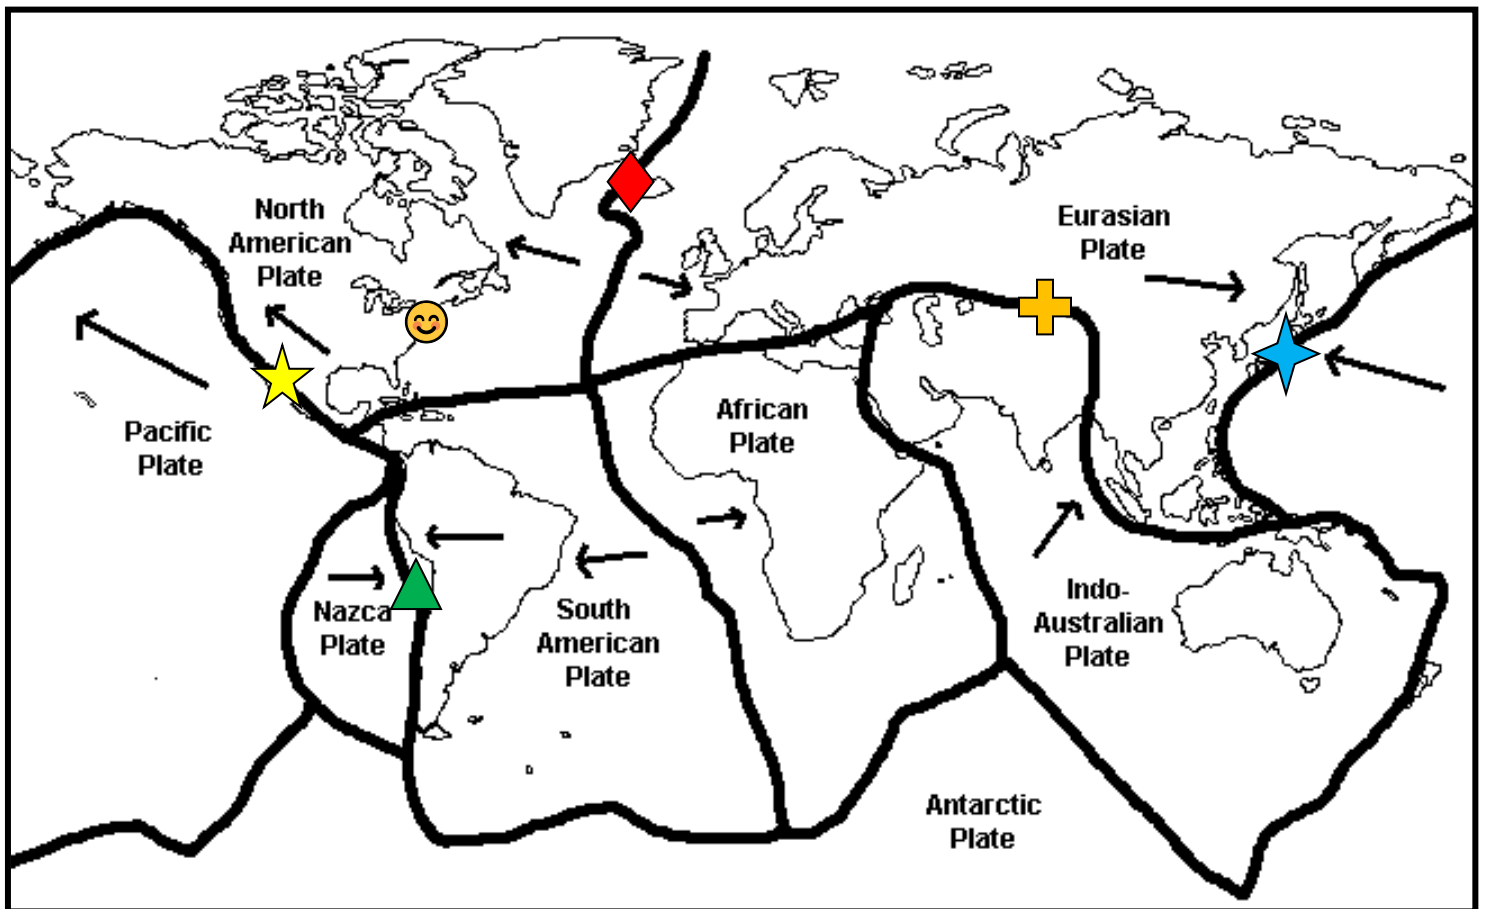 North
American
Plate
Eurasian
Plate
Pacific
Plate
African
Plate
Nazca
Plate
South
American
Plate
Indo-
Australian
Plate
Antarctic
Plate